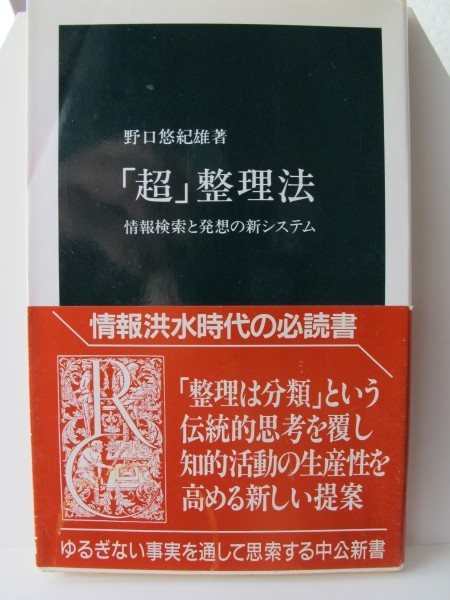 野口悠紀雄著
「超」整理法
情報検索と発想の新システム
情報洪水時代の必読書
R
C
「整理は分類」という
伝統的思考を覆し
知的活動の生産性を
高める新しい提案
ゆるぎない事実を通して思索する中公新書